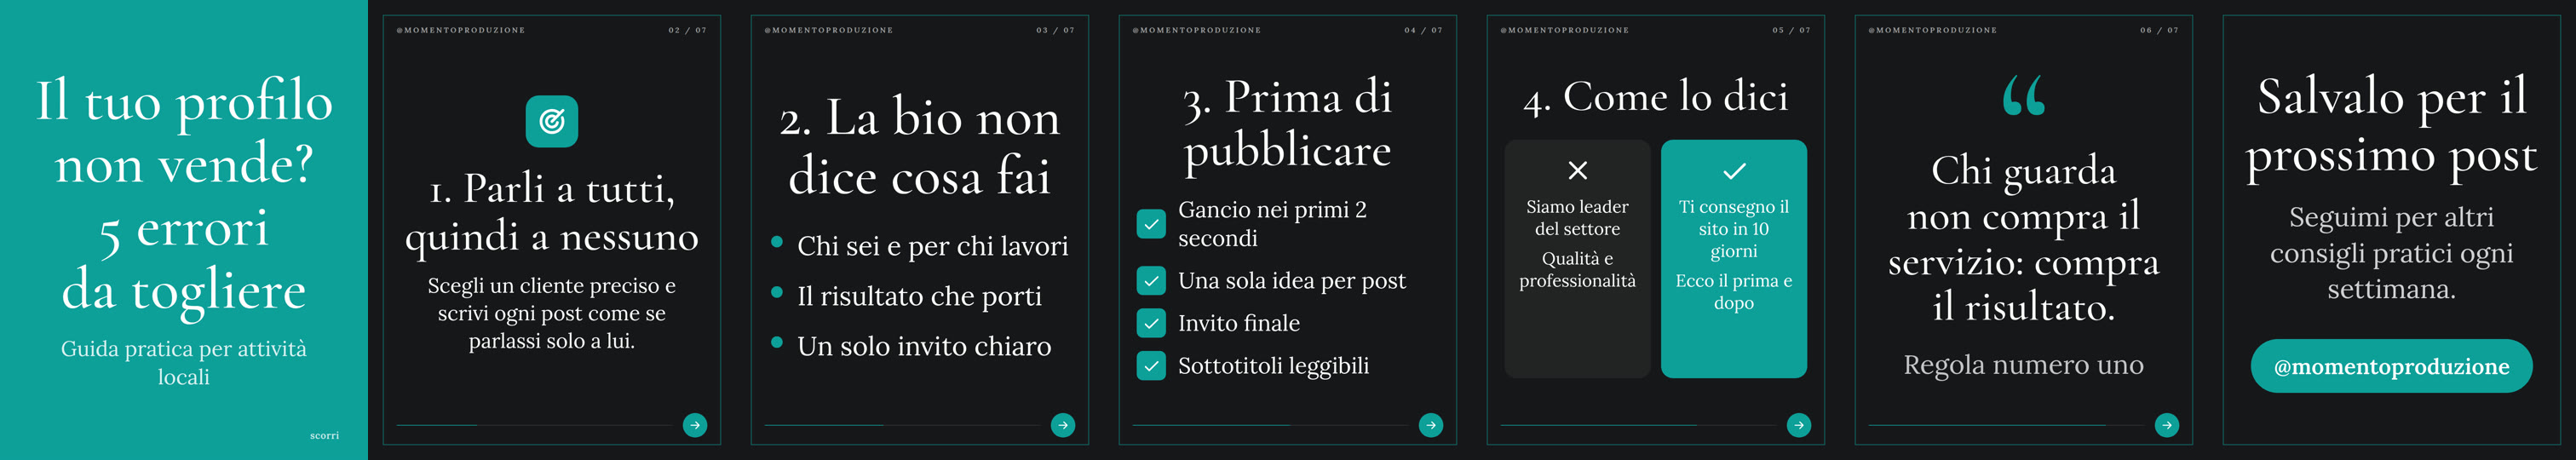 Il tuo profilo
non vende?
5 errori
da togliere
Guida pratica per attività
locali
scorri
@MOMENTOPRODUZIONE
02 / 07
1. Parli a tutti,
quindi a nessuno
Scegli un cliente preciso e
scrivi ogni post come se
parlassi solo a lui.
@MOMENTOPRODUZIONE
03 / 07
2. La bio non
dice cosa fai
Chi sei e per chi lavori
Il risultato che porti
Un solo invito chiaro
@MOMENTOPRODUZIONE
04 / 07
3. Prima di
pubblicare
Gancio nei primi 2
secondi
Una sola idea per post
Invito finale
Sottotitoli leggibili
@MOMENTOPRODUZIONE
05 / 07
4. Come lo dici
Siamo leader
del settore
Qualità e
professionalità
Ti consegno il
sito in 10
giorni
Ecco il prima e
dopo
@MOMENTOPRODUZIONE
06 / 07
“
Chi guarda
non compra il
servizio: compra
il risultato.
Regola numero uno
Salvalo per il
prossimo post
Seguimi per altri
consigli pratici ogni
settimana.
@momentoproduzione